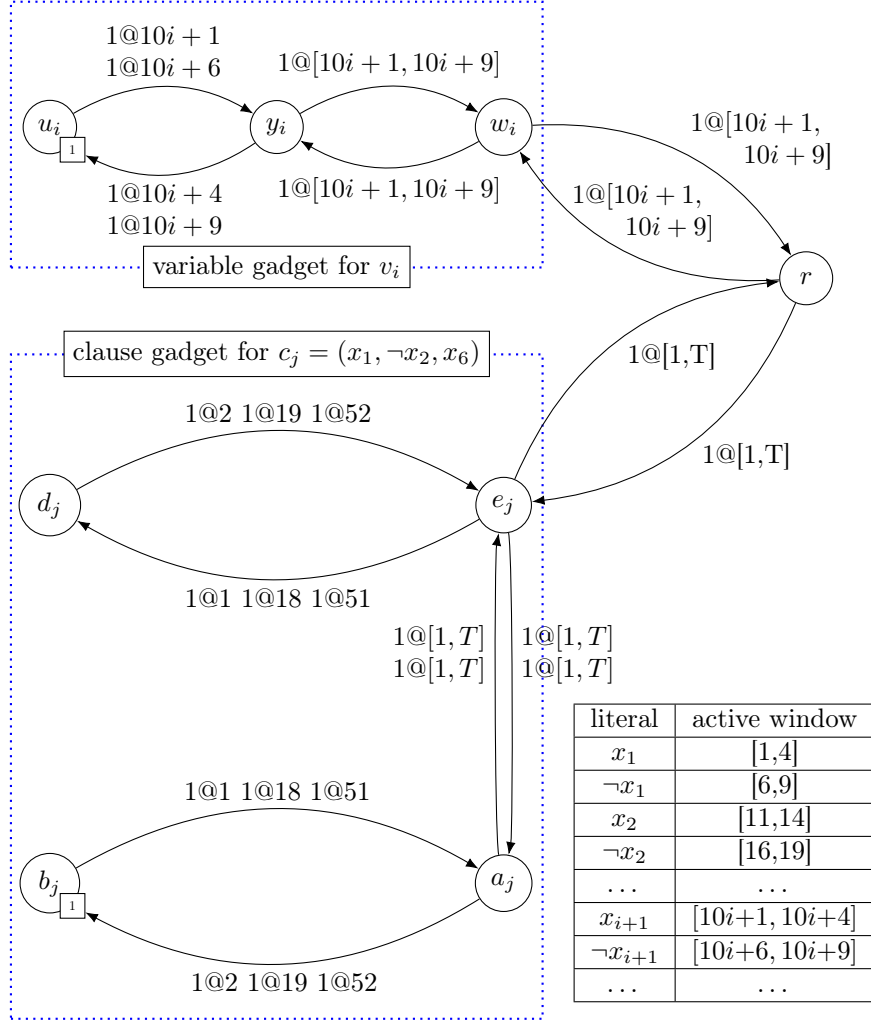 1@10i + 1
1@10i + 6
1@[10i + 1, 10i + 9]
u_i
1
y_i
w_i
1@10i + 4
1@10i + 9
1@[10i + 1, 10i + 9]
1@[10i + 1,
10i + 9]
1@[10i + 1,
10i + 9]
variable gadget for v_i
r
clause gadget for c_j = (x_1, ¬x_2, x_6)
1@[1,T]
1@2 1@19 1@52
1@[1,T]
d_j
e_j
1@1 1@18 1@51
1@[1, T]
1@[1, T]
1@[1, T]
1@[1, T]
1@1 1@18 1@51
b_j
1
a_j
1@2 1@19 1@52
literal active window
x_1 [1,4]
¬x_1 [6,9]
x_2 [11,14]
¬x_2 [16,19]
... ...
x_{i+1} [10i+1, 10i+4]
¬x_{i+1} [10i+6, 10i+9]
... ...